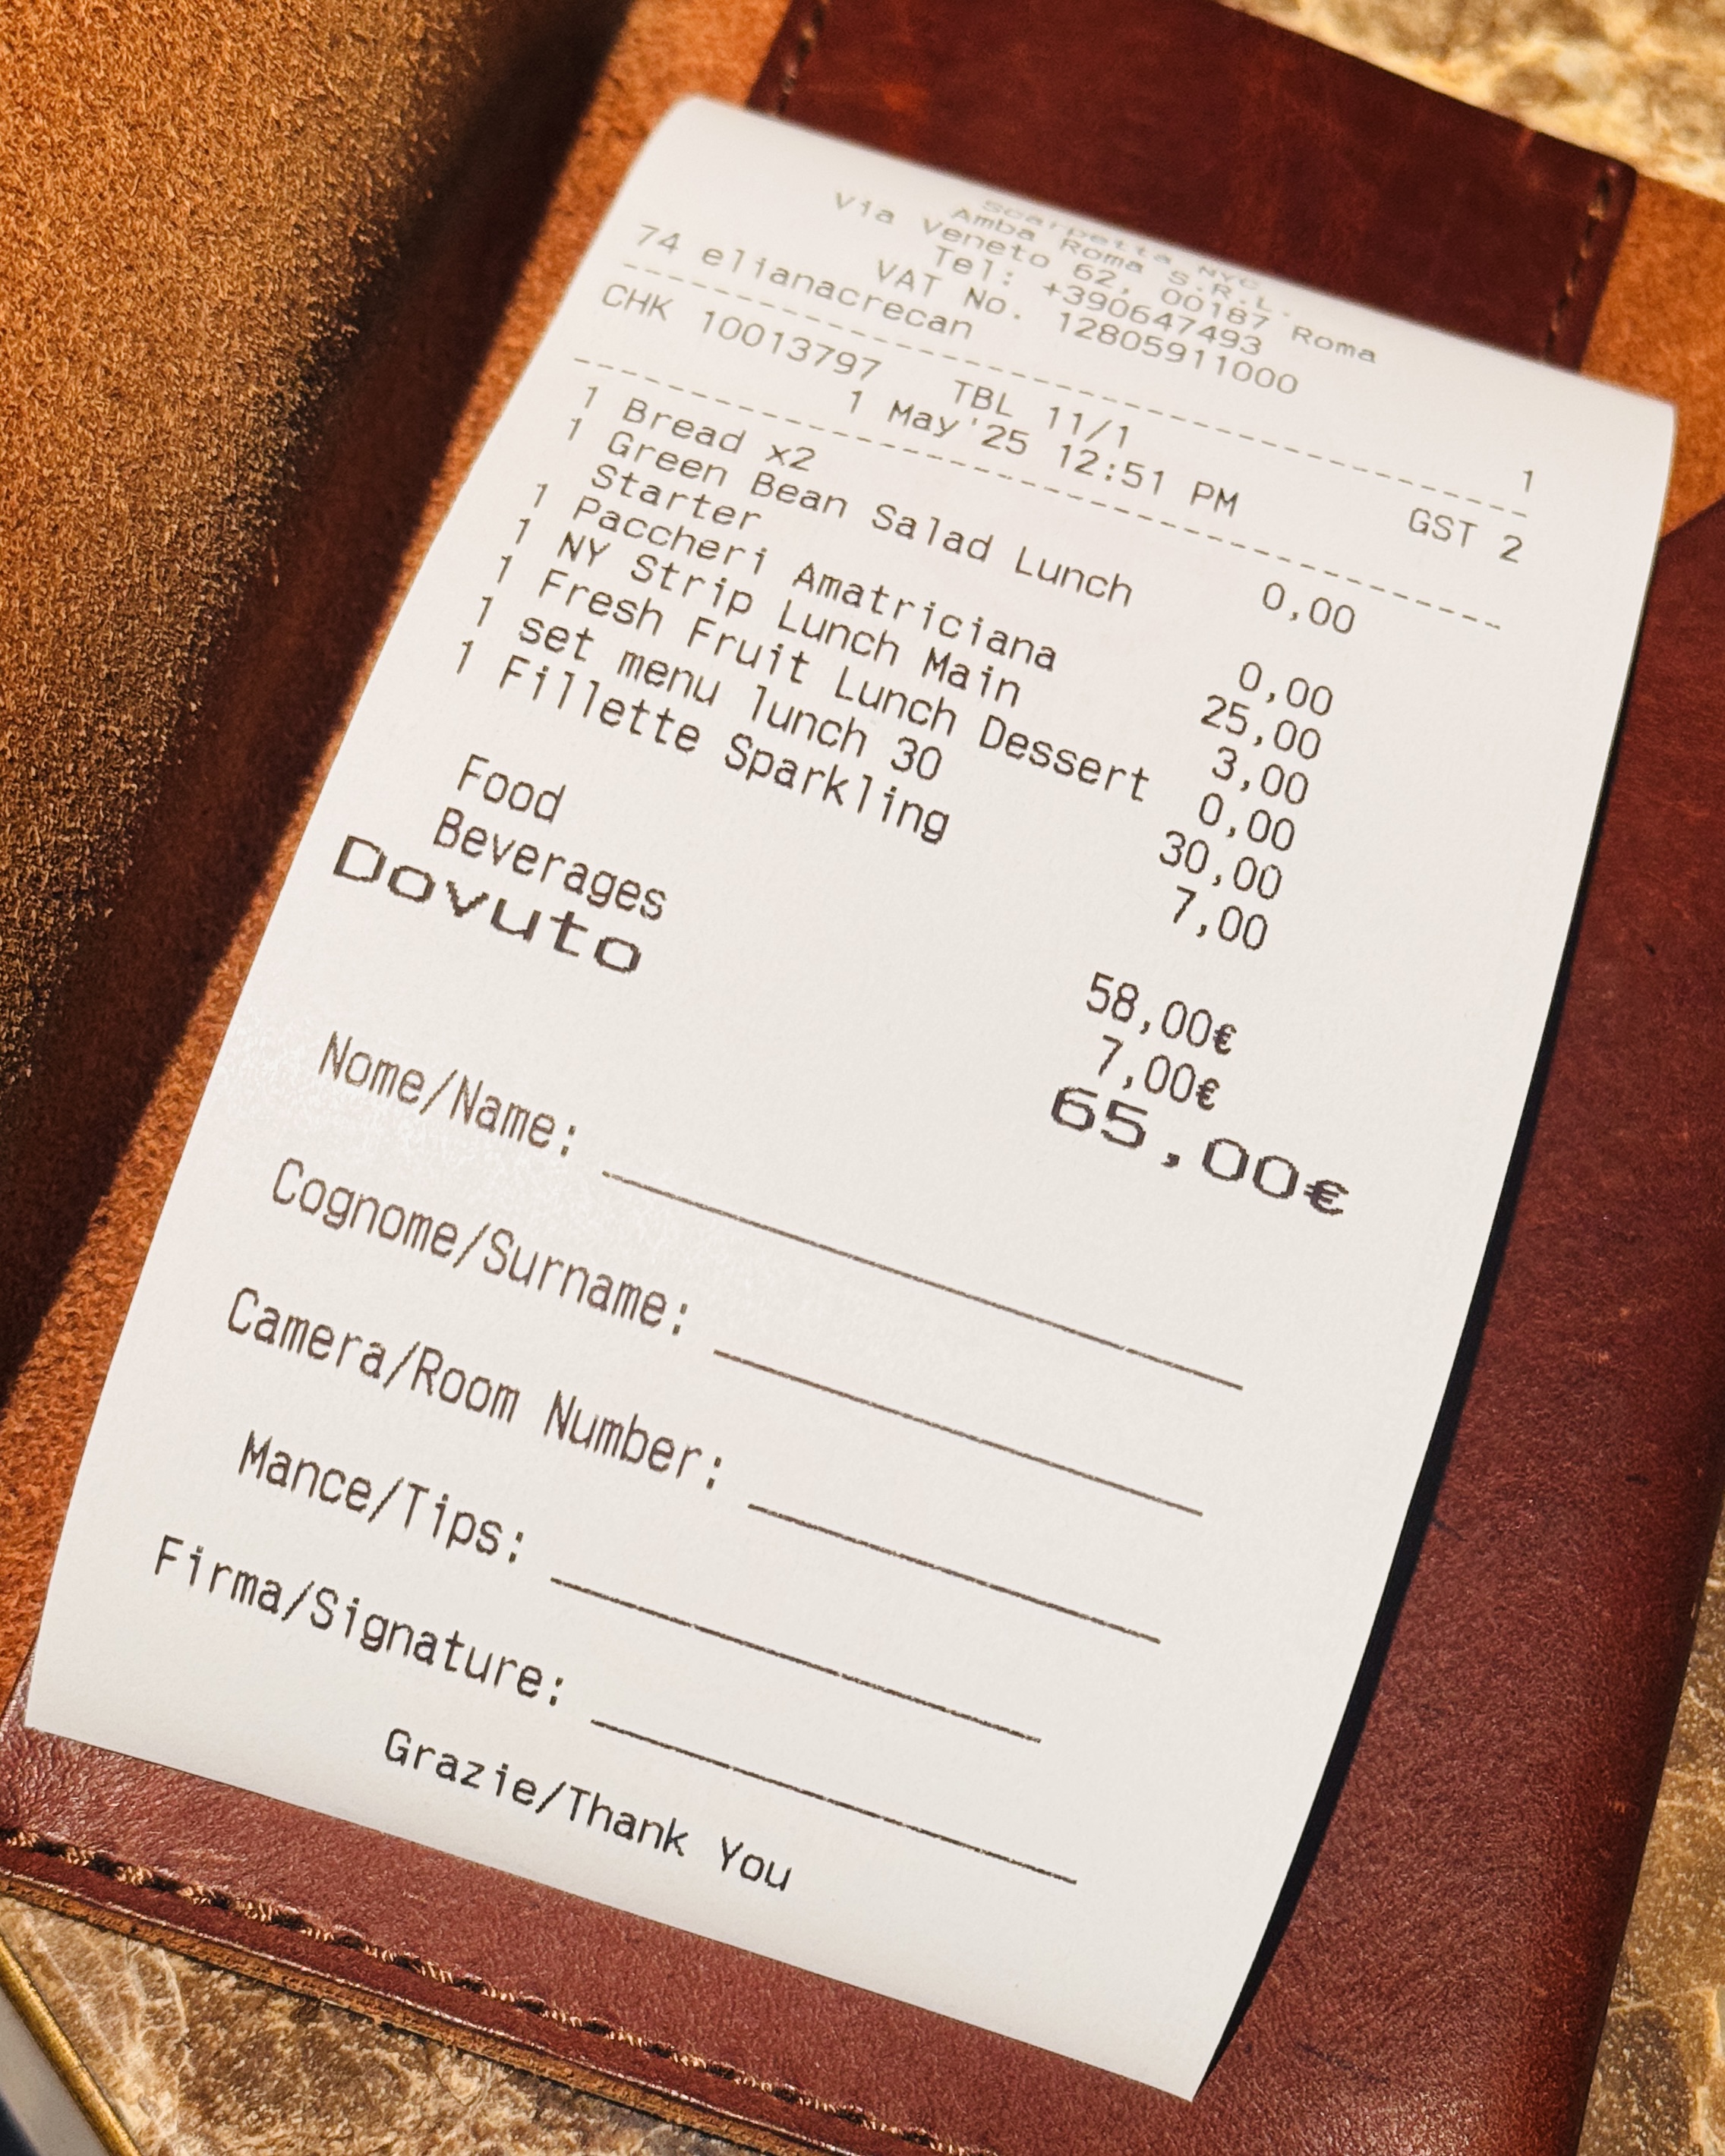 Scarpetta NYC
Amba Roma S.R.L.
Via Veneto 62, 00187 Roma
Tel: +390647493
VAT No. 12805911000
74 elianacrecan 1
CHK 10013797 TBL 11/1 GST 2
1 May'25 12:51 PM
1 Bread x2 0,00
1 Green Bean Salad Lunch
Starter 0,00
1 Paccheri Amatriciana 25,00
1 NY Strip Lunch Main 3,00
1 Fresh Fruit Lunch Dessert 0,00
1 set menu lunch 30 30,00
1 Fillette Sparkling 7,00
Food 58,00€
Beverages 7,00€
Dovuto 65,00€
Nome/Name:
Cognome/Surname:
Camera/Room Number:
Mance/Tips:
Firma/Signature:
Grazie/Thank You